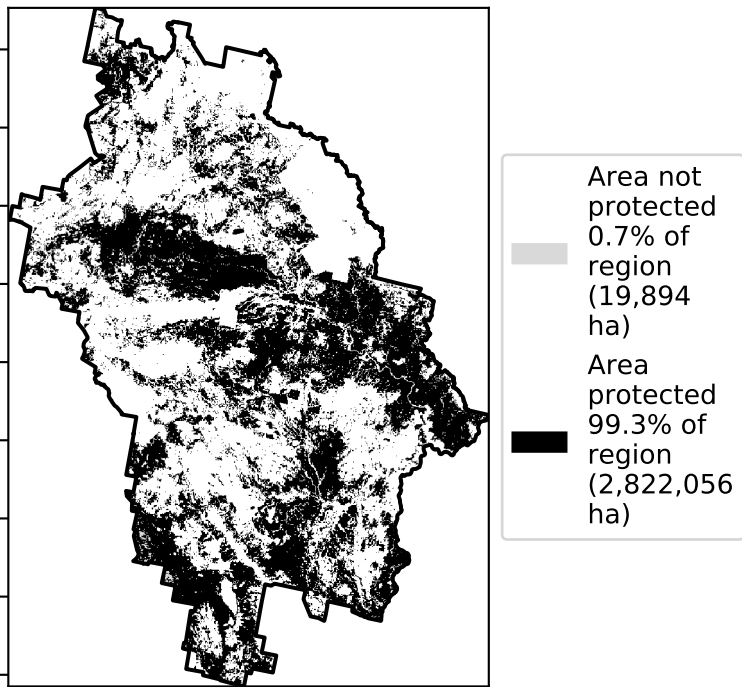 Area not
protected
0.7% of
region
(19,894
ha)
Area
protected
99.3% of
region
(2,822,056
ha)